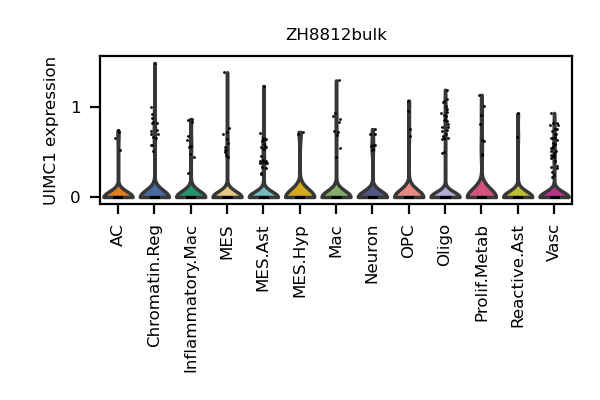 ZH8812bulk
UIMC1 expression
1
0
AC
Chromatin.Reg
Inflammatory.Mac
MES
MES.Ast
MES.Hyp
Mac
Neuron
OPC
Oligo
Prolif.Metab
Reactive.Ast
Vasc